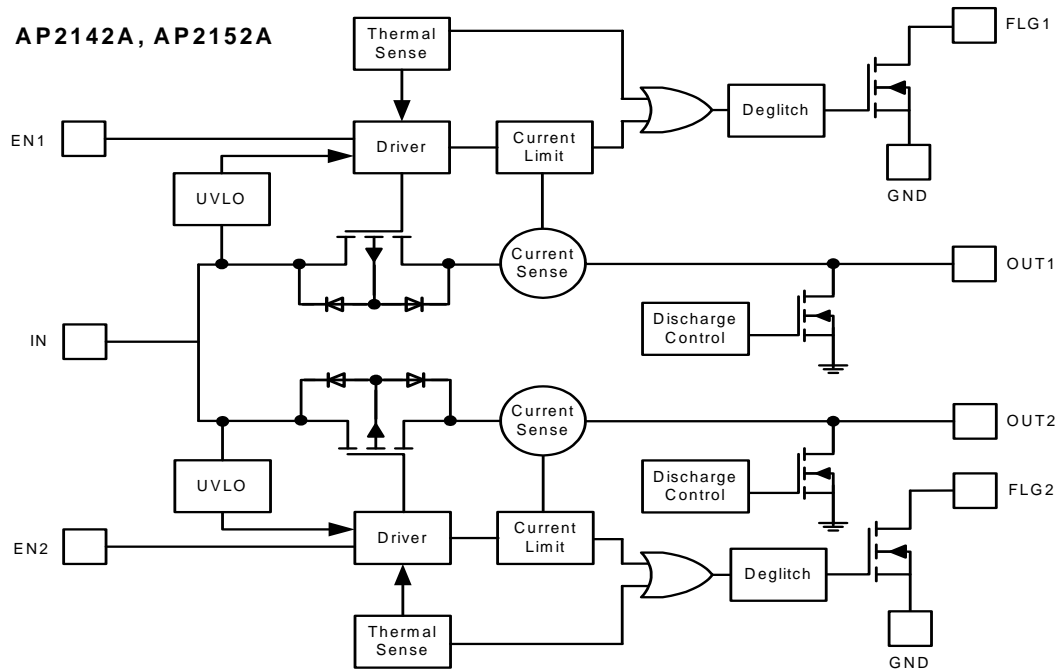 AP2142A, AP2152A
Thermal
Sense
FLG1
EN1
Driver
Current
Limit
Deglitch
GND
UVLO
Current
Sense
OUT1
IN
Discharge
Control
Current
Sense
OUT2
UVLO
Discharge
Control
FLG2
EN2
Driver
Current
Limit
Deglitch
Thermal
Sense
GND